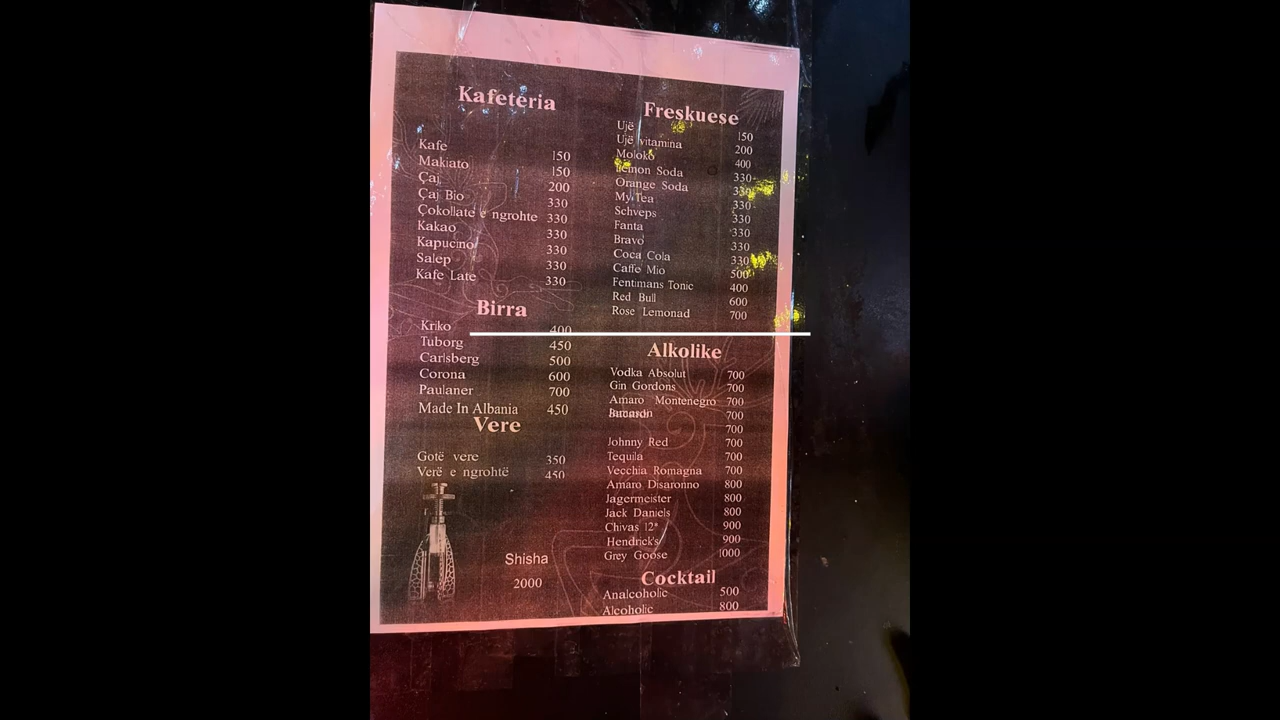 Kafeteria
Kafe 150
Makiato 150
Çaj 200
Çaj Bio 330
Çokollate e ngrohte 330
Kakao 330
Kapucino 330
Salep 330
Kafe Late 330
Birra
Kriko 400
Tuborg 450
Carlsberg 500
Corona 600
Paulaner 700
Made In Albania 450
Vere
Gotë vere 350
Verë e ngrohtë 450
Shisha
2000
Freskuese
Ujë 150
Ujë vitamina 200
Moloko 400
Lemon Soda 330
Orange Soda 330
My Tea 330
Schveps 330
Fanta 330
Bravo 330
Coca Cola 330
Caffe Mio 500
Fentimans Tonic 400
Red Bull 600
Rose Lemonad 700
Alkolike
Vodka Absolut 700
Gin Gordons 700
Amaro Montenegro 700
700
700
Johnny Red 700
Tequila 700
Vecchia Romagna 700
Amaro Disaronno 800
Jagermeister 800
Jack Daniels 800
Chivas 12* 900
Hendrick's 900
Grey Goose 1000
Cocktail
Analcoholic 500
Alcoholic 800